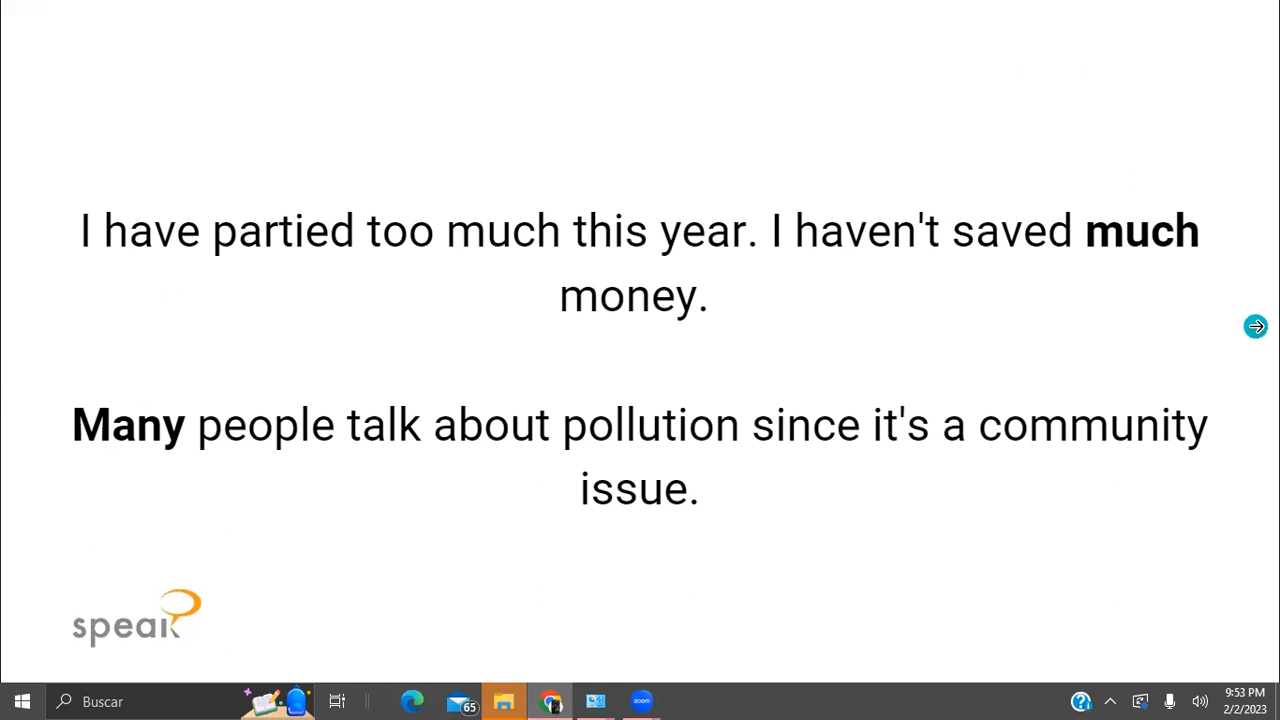 I have partied too much this year. I haven't saved much
money.
Many people talk about pollution since it's a community
issue.
speak
Buscar
65
zoom
9:53 PM
2/2/2023